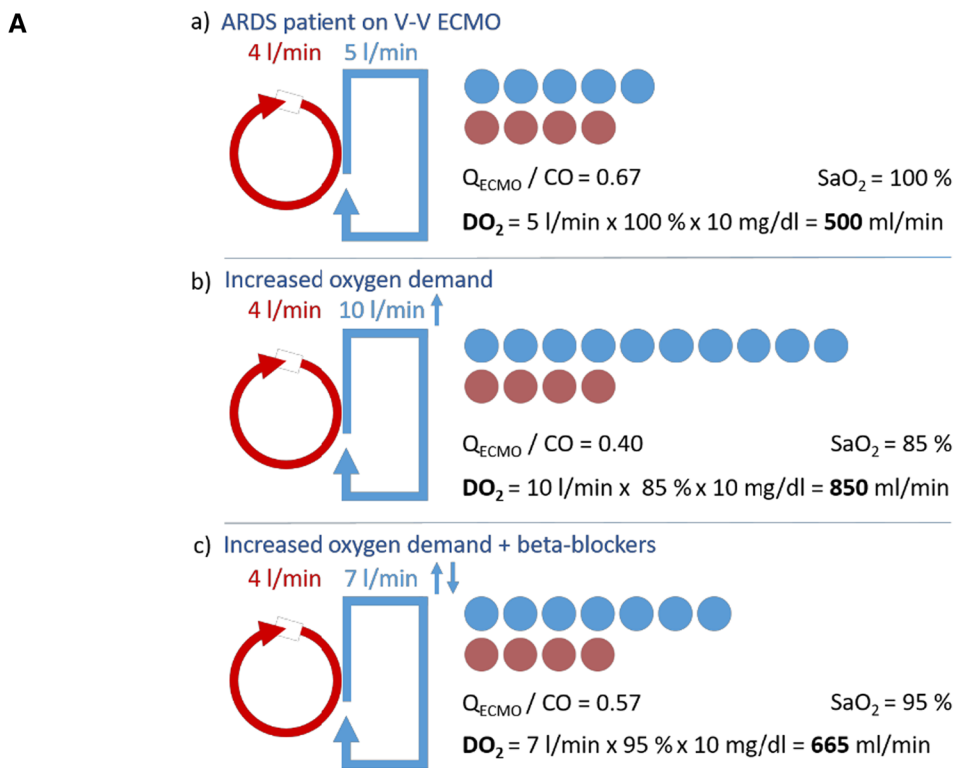 A
a) ARDS patient on V-V ECMO
4 l/min 5 l/min
Q_ECMO / CO = 0.67 SaO₂ = 100 %
DO₂ = 5 l/min x 100 % x 10 mg/dl = 500 ml/min
b) Increased oxygen demand
4 l/min 10 l/min
Q_ECMO / CO = 0.40 SaO₂ = 85 %
DO₂ = 10 l/min x 85 % x 10 mg/dl = 850 ml/min
c) Increased oxygen demand + beta-blockers
4 l/min 7 l/min
Q_ECMO / CO = 0.57 SaO₂ = 95 %
DO₂ = 7 l/min x 95 % x 10 mg/dl = 665 ml/min